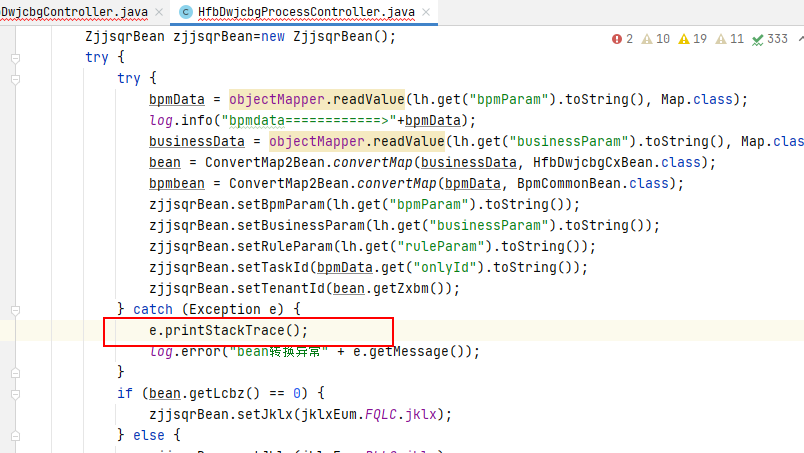 DwjcbgController.java × HfbDwjcbgProcessController.java ×
ZjjsqrBean zjjsqrBean=new ZjjsqrBean(); 2 10 19 11 333
try {
try {
bpmData = objectMapper.readValue(lh.get("bpmParam").toString(), Map.class);
log.info("bpmdata============>"+bpmData);
businessData = objectMapper.readValue(lh.get("businessParam").toString(), Map.clas
bean = ConvertMap2Bean.convertMap(businessData, HfbDwjcbgCxBean.class);
bpmbean = ConvertMap2Bean.convertMap(bpmData, BpmCommonBean.class);
zjjsqrBean.setBpmParam(lh.get("bpmParam").toString());
zjjsqrBean.setBusinessParam(lh.get("businessParam").toString());
zjjsqrBean.setRuleParam(lh.get("ruleParam").toString());
zjjsqrBean.setTaskId(bpmData.get("onlyId").toString());
zjjsqrBean.setTenantId(bean.getZxbm());
} catch (Exception e) {
e.printStackTrace();
log.error("bean转换异常" + e.getMessage());
}
if (bean.getLcbz() == 0) {
zjjsqrBean.setJklx(jklxEum.FQLC.jklx);
} else {